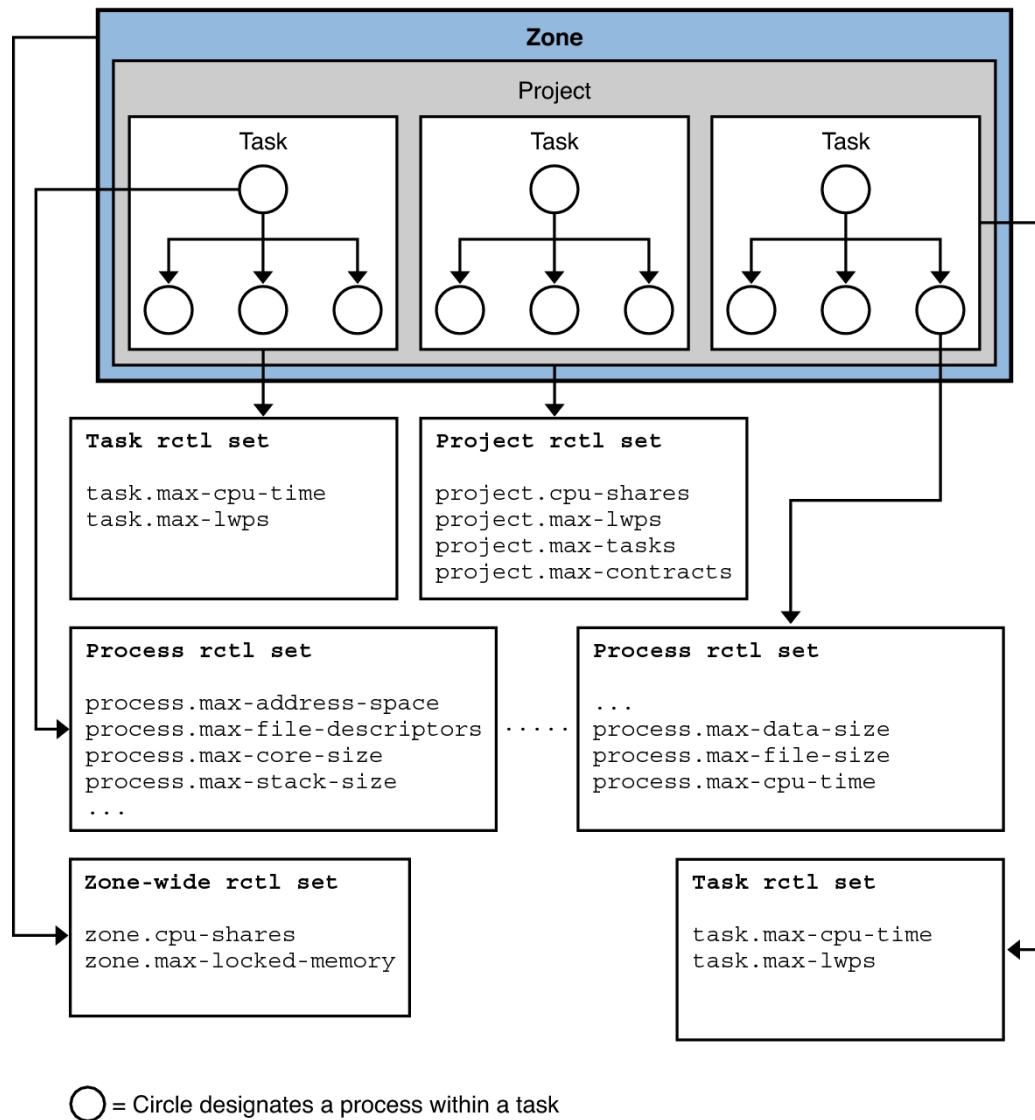 Zone
Project
Task
Task
Task
Task rctl set
task.max-cpu-time
task.max-lwps
Project rctl set
project.cpu-shares
project.max-lwps
project.max-tasks
project.max-contracts
Process rctl set
process.max-address-space
process.max-file-descriptors
process.max-core-size
process.max-stack-size
...
.....
Process rctl set
...
process.max-data-size
process.max-file-size
process.max-cpu-time
Zone-wide rctl set
zone.cpu-shares
zone.max-locked-memory
Task rctl set
task.max-cpu-time
task.max-lwps
= Circle designates a process within a task